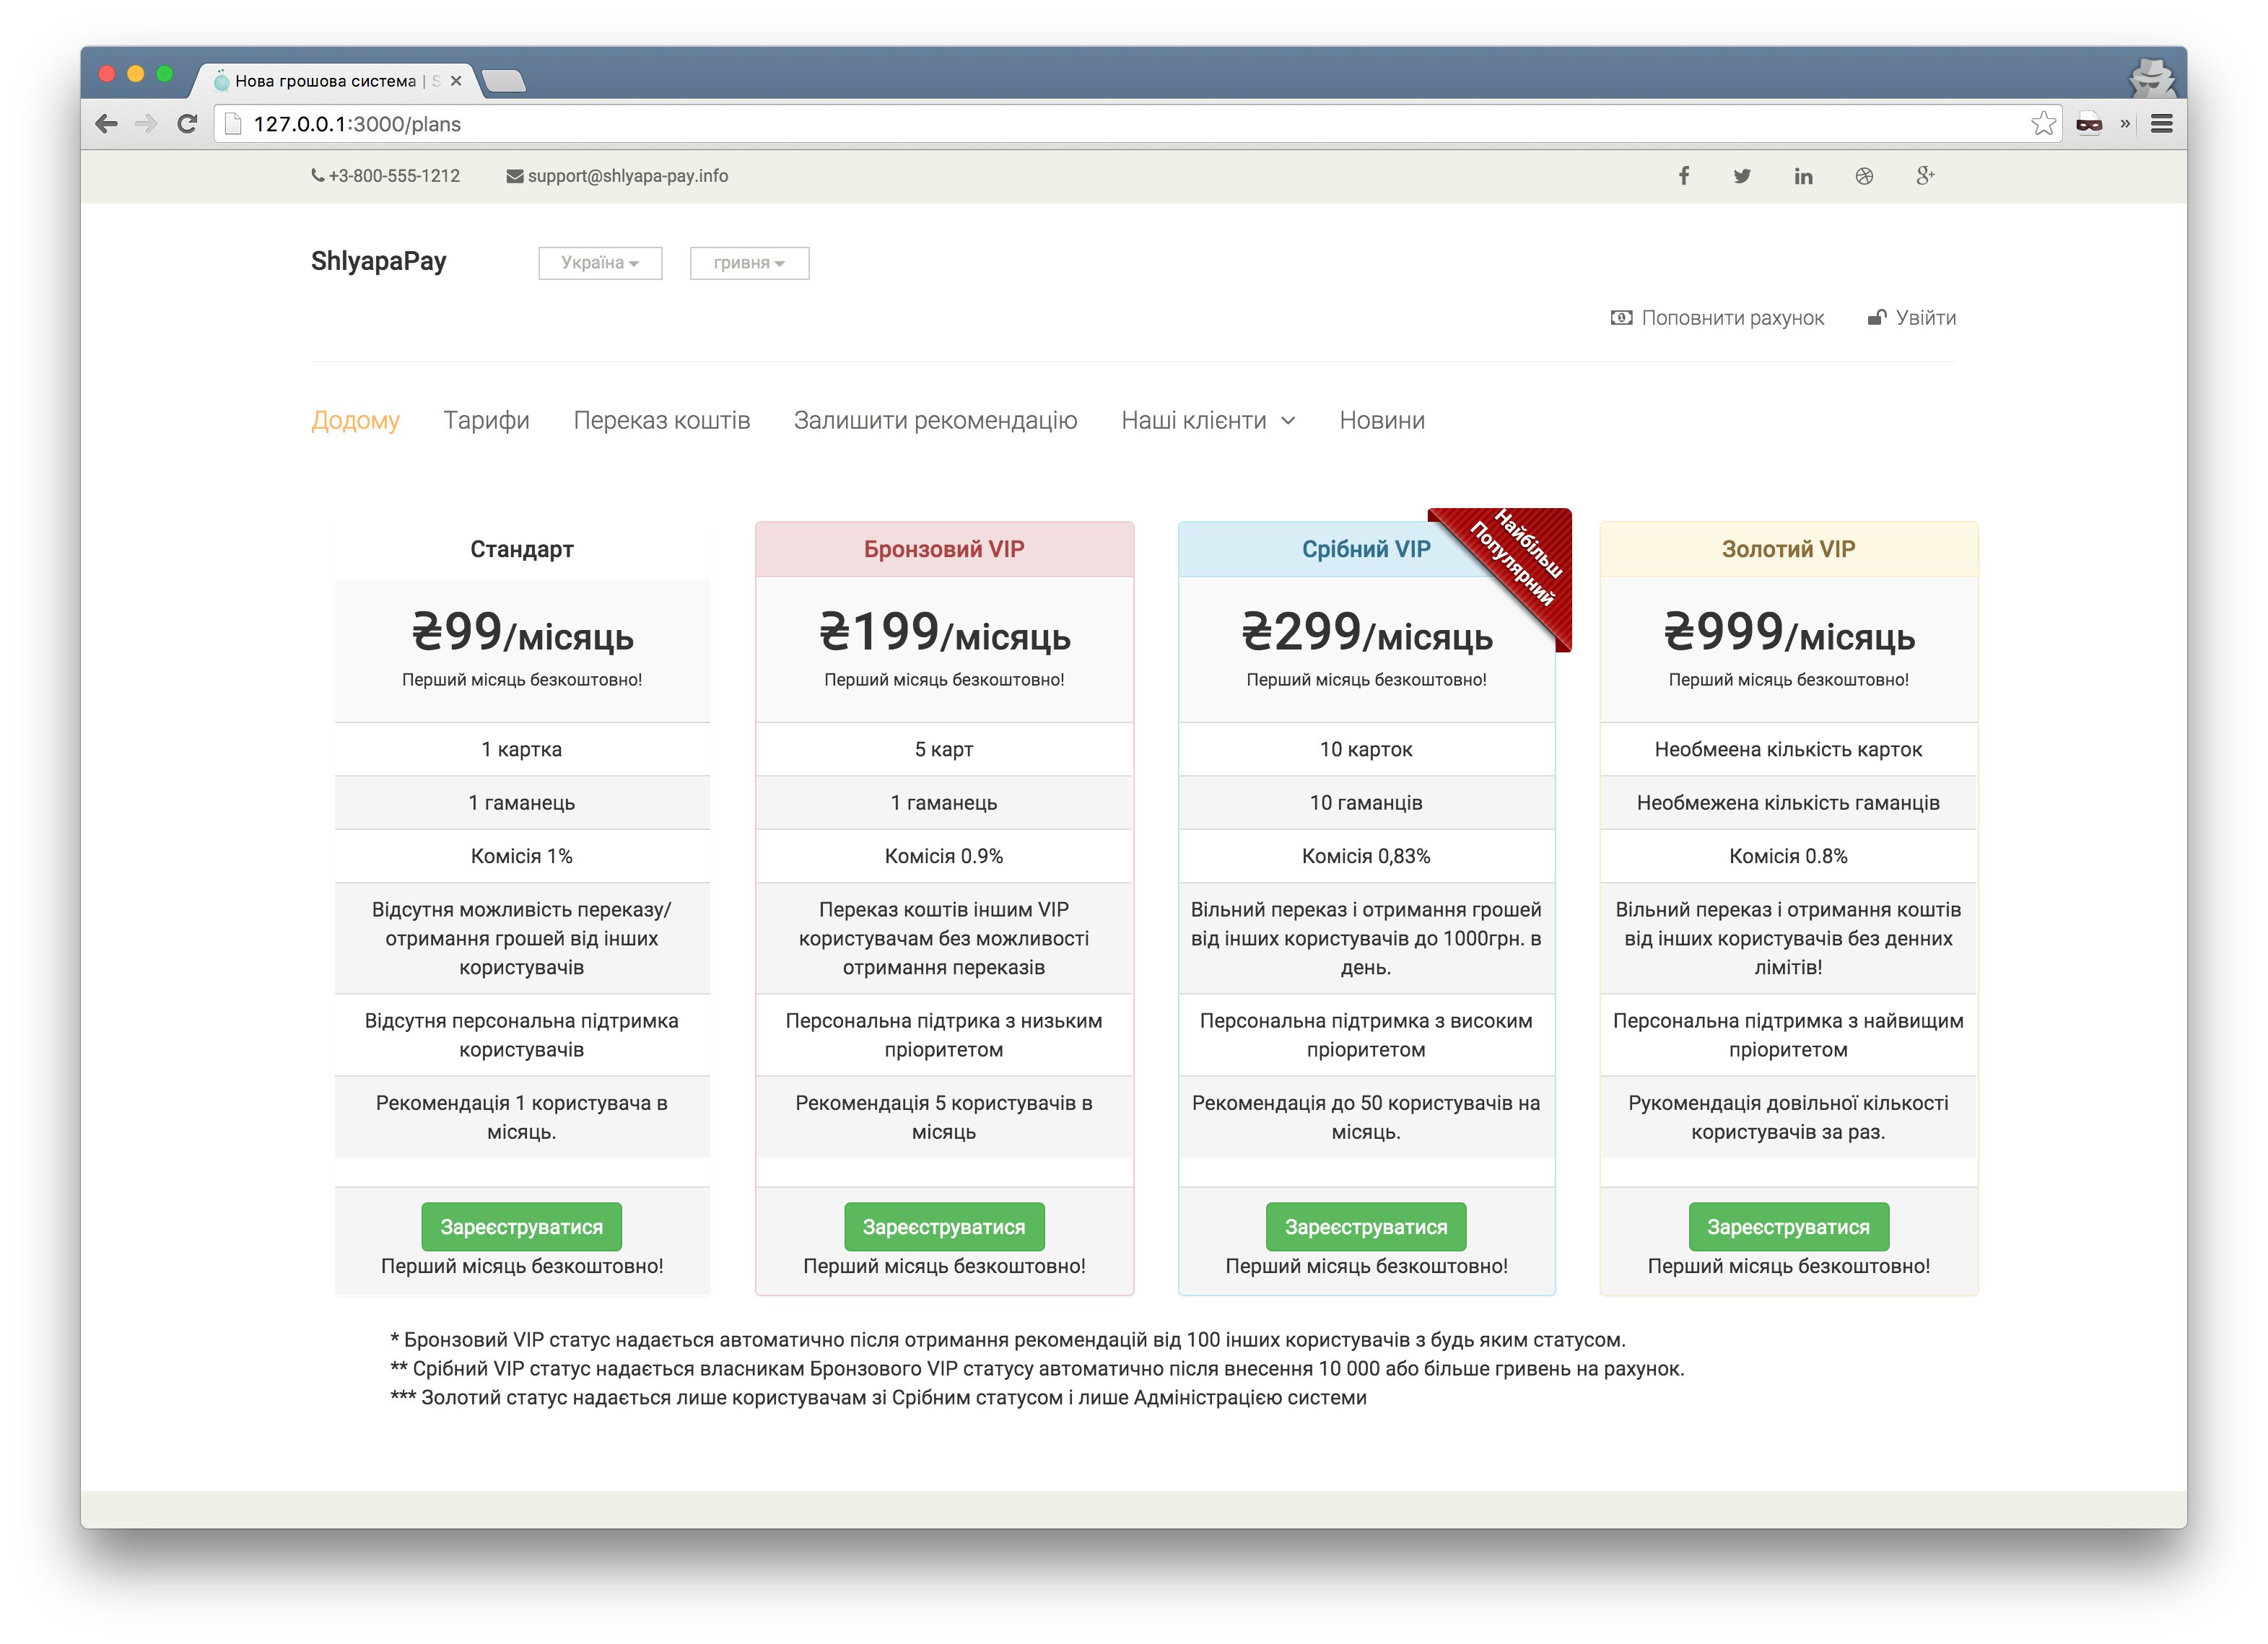 Нова грошова система | S
127.0.0.1:3000/plans
+3-800-555-1212 support@shlyapa-pay.info
ShlyapaPay Україна гривня
Поповнити рахунок Увійти
Додому Тарифи Переказ коштів Залишити рекомендацію Наші клієнти Новини
Стандарт
₴99/місяць
Перший місяць безкоштовно!
1 картка
1 гаманець
Комісія 1%
Відсутня можливість переказу/
отримання грошей від інших
користувачів
Відсутня персональна підтримка
користувачів
Рекомендація 1 користувача в
місяць.
Зареєструватися
Перший місяць безкоштовно!
Бронзовий VIP
₴199/місяць
Перший місяць безкоштовно!
5 карт
1 гаманець
Комісія 0.9%
Переказ коштів іншим VIP
користувачам без можливості
отримання переказів
Персональна підтрика з низьким
пріоритетом
Рекомендація 5 користувачів в
місяць
Зареєструватися
Перший місяць безкоштовно!
Срібний VIP
Найбільш
Популярний
₴299/місяць
Перший місяць безкоштовно!
10 карток
10 гаманців
Комісія 0,83%
Вільний переказ і отримання грошей
від інших користувачів до 1000грн. в
день.
Персональна підтримка з високим
пріоритетом
Рекомендація до 50 користувачів на
місяць.
Зареєструватися
Перший місяць безкоштовно!
Золотий VIP
₴999/місяць
Перший місяць безкоштовно!
Необмеена кількість карток
Необмежена кількість гаманців
Комісія 0.8%
Вільний переказ і отримання коштів
від інших користувачів без денних
лімітів!
Персональна підтримка з найвищим
пріоритетом
Рукомендація довільної кількості
користувачів за раз.
Зареєструватися
Перший місяць безкоштовно!
* Бронзовий VIP статус надається автоматично після отримання рекомендацій від 100 інших користувачів з будь яким статусом.
** Срібний VIP статус надається власникам Бронзового VIP статусу автоматично після внесення 10 000 або більше гривень на рахунок.
*** Золотий статус надається лише користувачам зі Срібним статусом і лише Адміністрацією системи